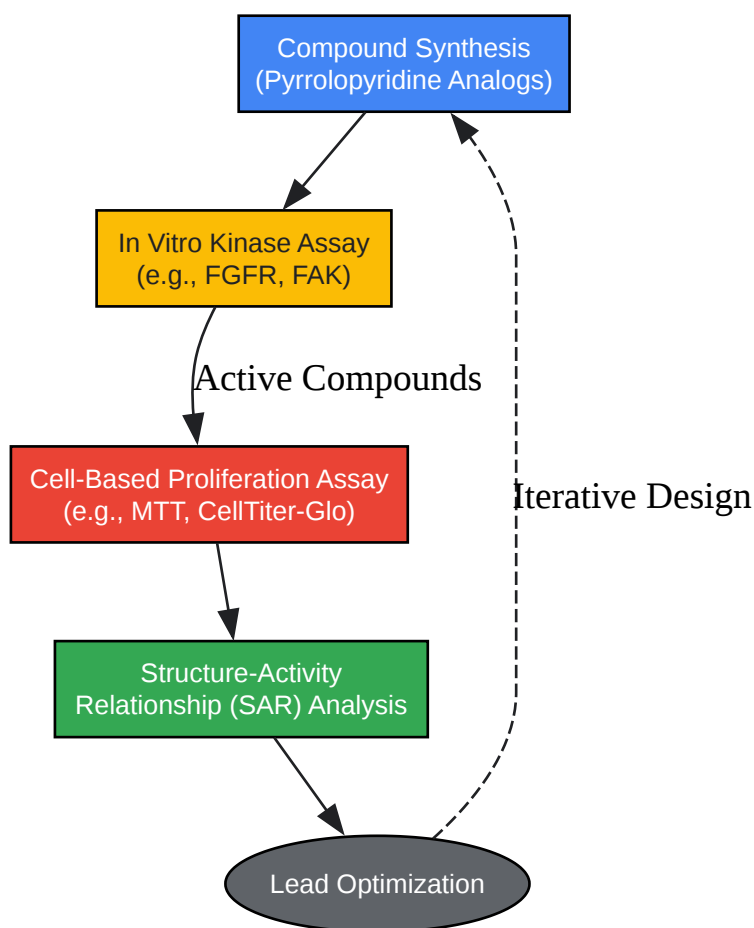 Compound Synthesis
(Pyrrolopyridine Analogs)
In Vitro Kinase Assay
(e.g., FGFR, FAK)
Active Compounds
Cell-Based Proliferation Assay
(e.g., MTT, CellTiter-Glo)
Iterative Design
Structure-Activity
Relationship (SAR) Analysis
Lead Optimization